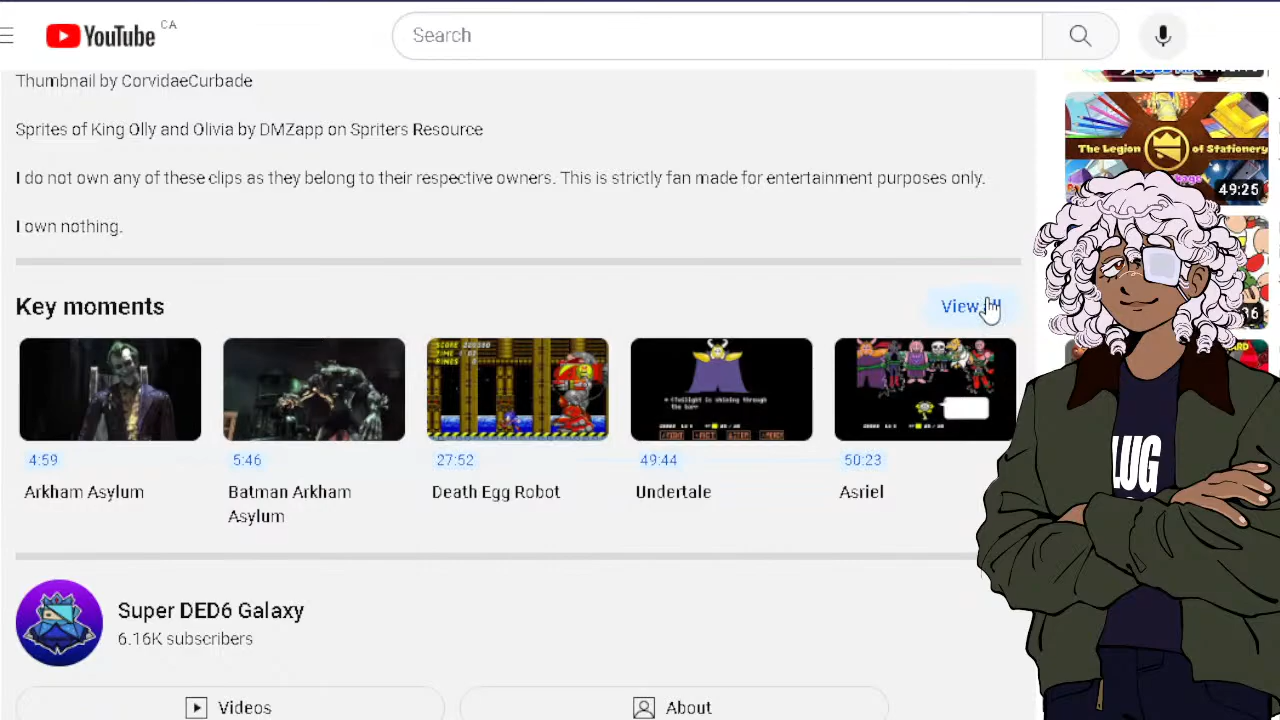 YouTube CA
Search
Thumbnail by CorvidaeCurbade
Sprites of King Olly and Olivia by DMZapp on Spriters Resource
I do not own any of these clips as they belong to their respective owners. This is strictly fan made for entertainment purposes only.
I own nothing.
The Legion of Stationery
49:25
Key moments
View
4:59
5:46
27:52
49:44
50:23
Arkham Asylum
Batman Arkham
Asylum
Death Egg Robot
Undertale
Asriel
LUG
Super DED6 Galaxy
6.16K subscribers
Videos
About